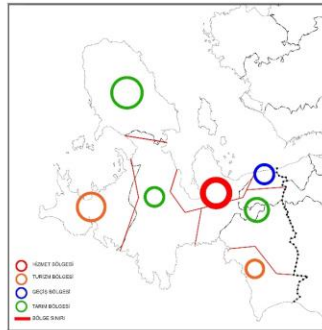 HİZMET BÖLGESİ
TURİZM BÖLGESİ
GEÇİŞ BÖLGESİ
TARIM BÖLGESİ
BÖLGE SINIRI